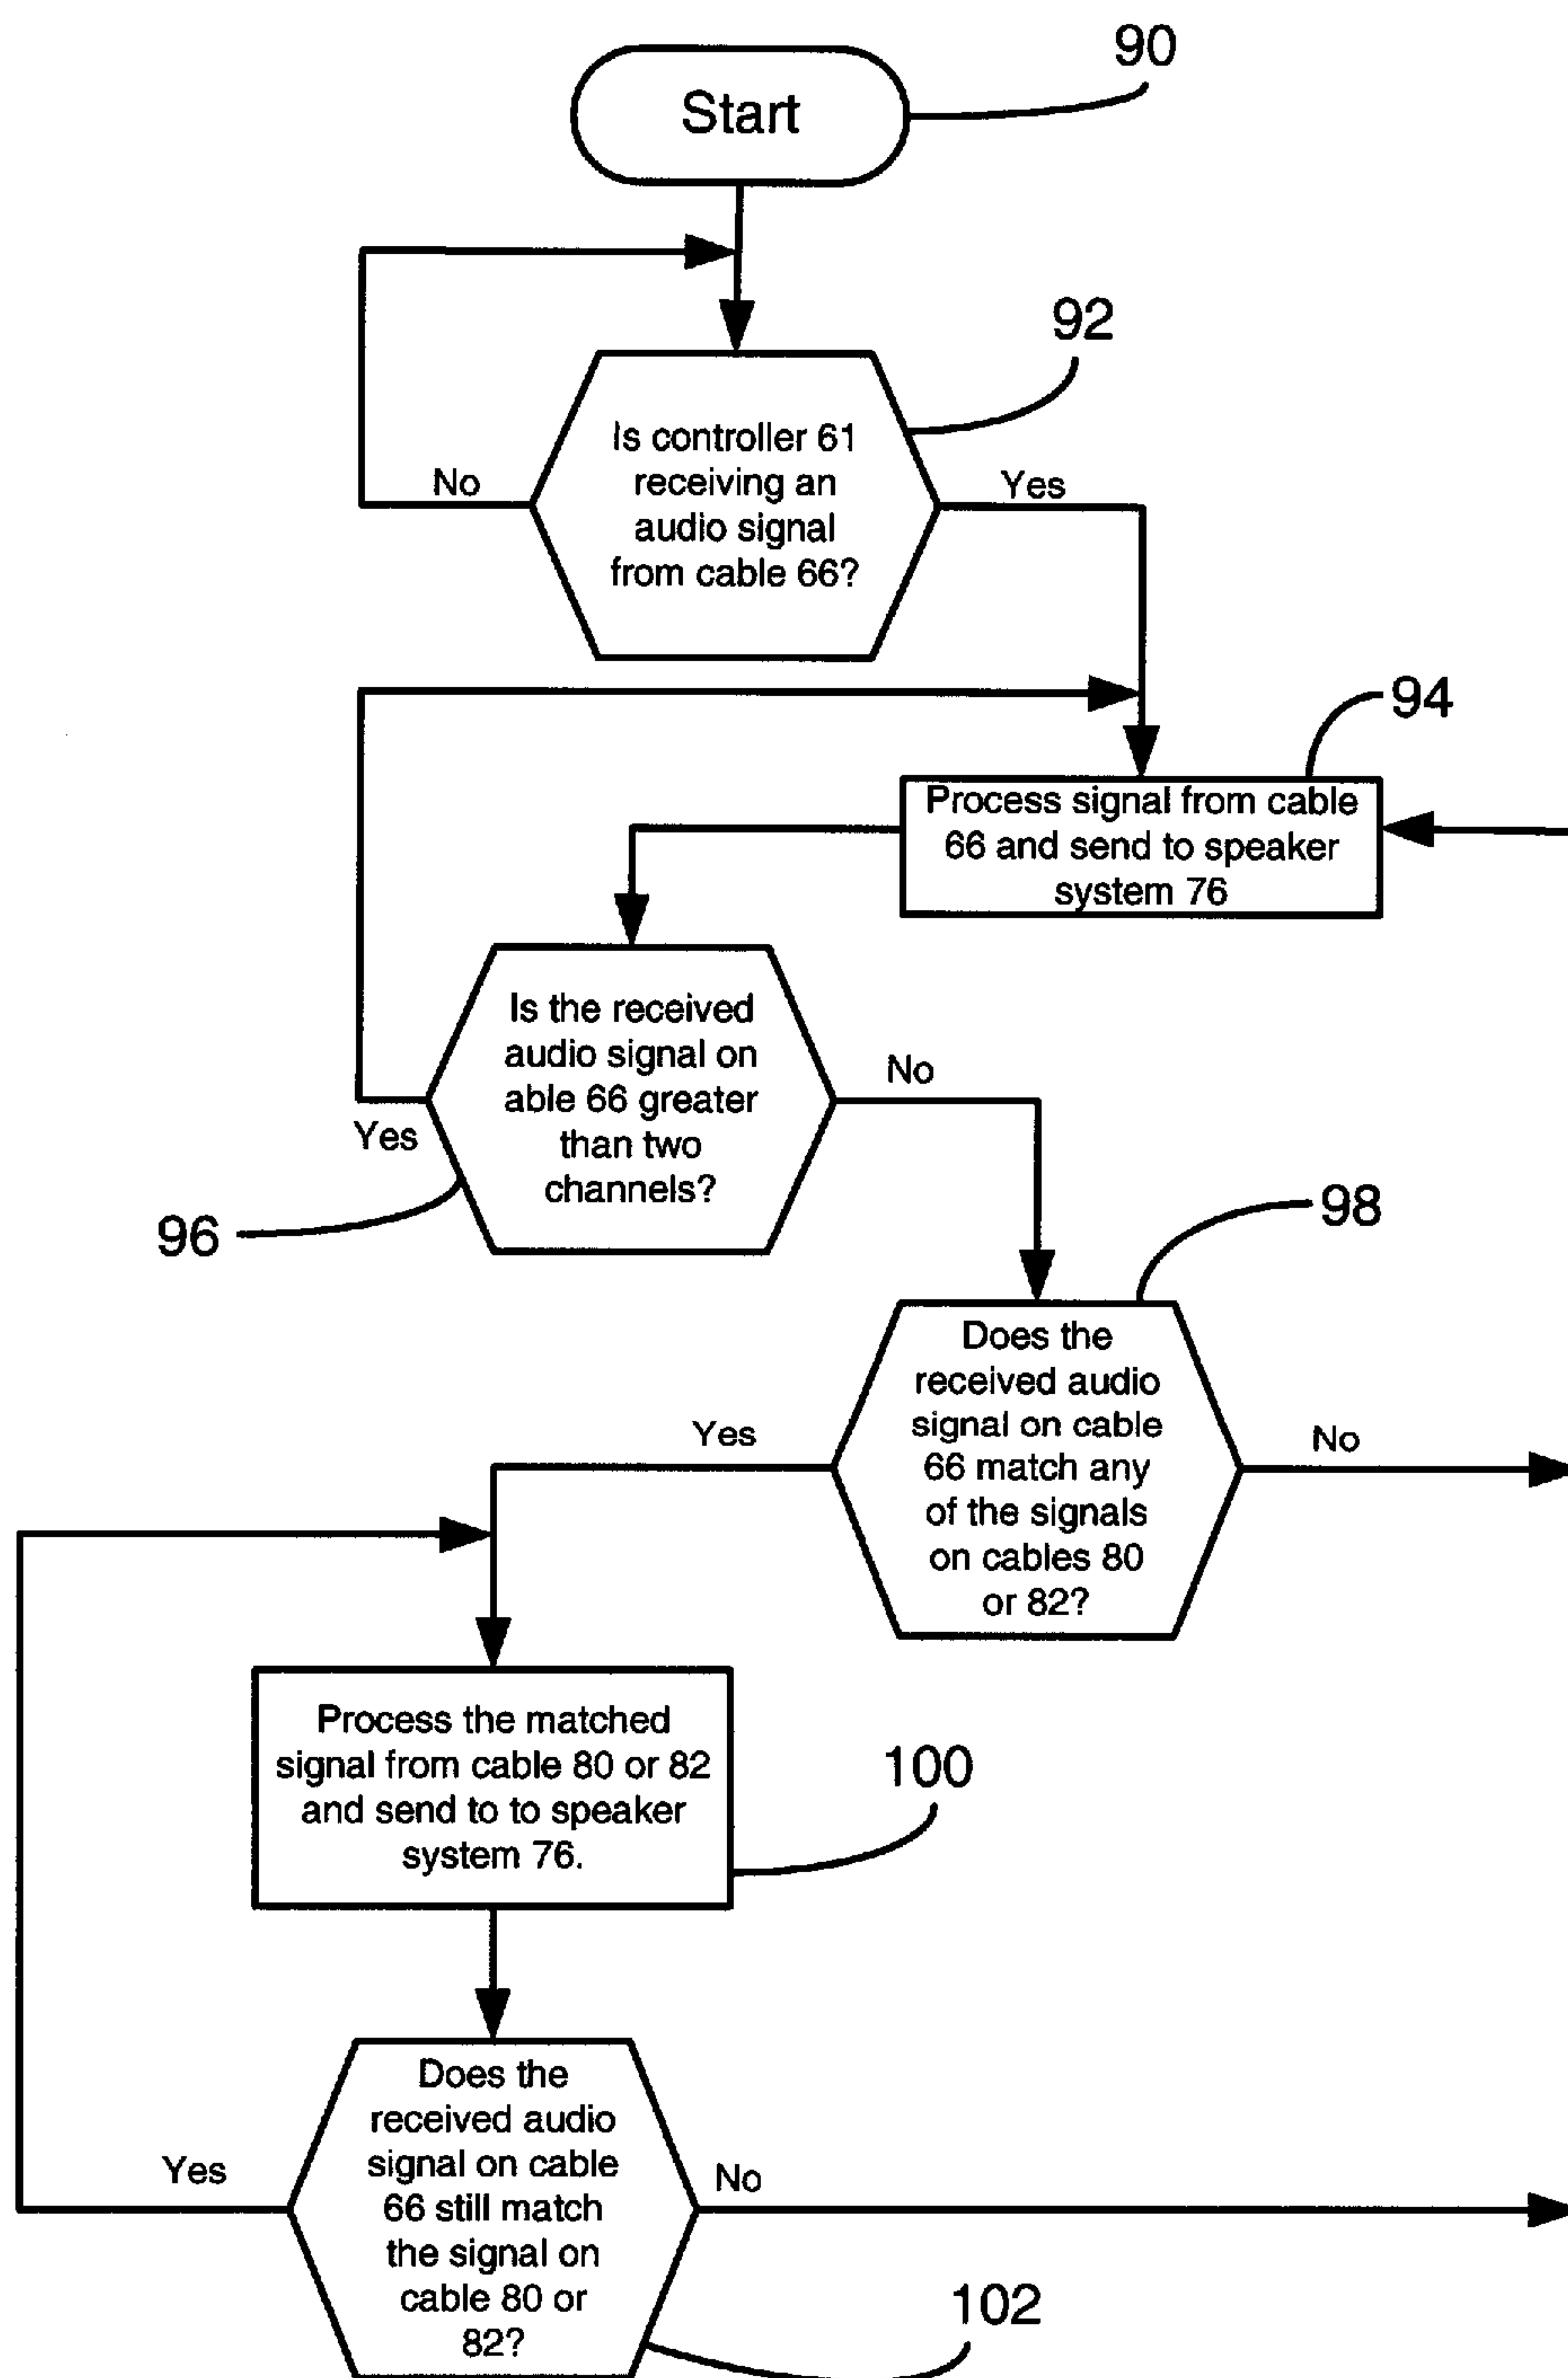 90
Start
92
Is controller 61
receiving an
audio signal
from cable 66?
No
Yes
94
Process signal from cable
66 and send to speaker
system 76
Is the received
audio signal on
able 66 greater
than two
channels?
No
Yes
96
98
Does the
received audio
signal on cable
66 match any
of the signals
on cables 80
or 82?
Yes
No
Process the matched
signal from cable 80 or 82
and send to to speaker
system 76.
100
Does the
received audio
signal on cable
66 still match
the signal on
cable 80 or
82?
Yes
No
102